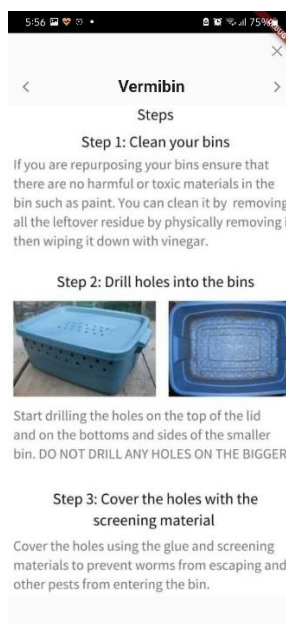 5:56
75%
Vermibin
Steps
Step 1: Clean your bins
If you are repurposing your bins ensure that
there are no harmful or toxic materials in the
bin such as paint. You can clean it by removing
all the leftover residue by physically removing i
then wiping it down with vinegar.
Step 2: Drill holes into the bins
Start drilling the holes on the top of the lid
and on the bottoms and sides of the smaller
bin. DO NOT DRILL ANY HOLES ON THE BIGGER
Step 3: Cover the holes with the
screening material
Cover the holes using the glue and screening
materials to prevent worms from escaping and
other pests from entering the bin.